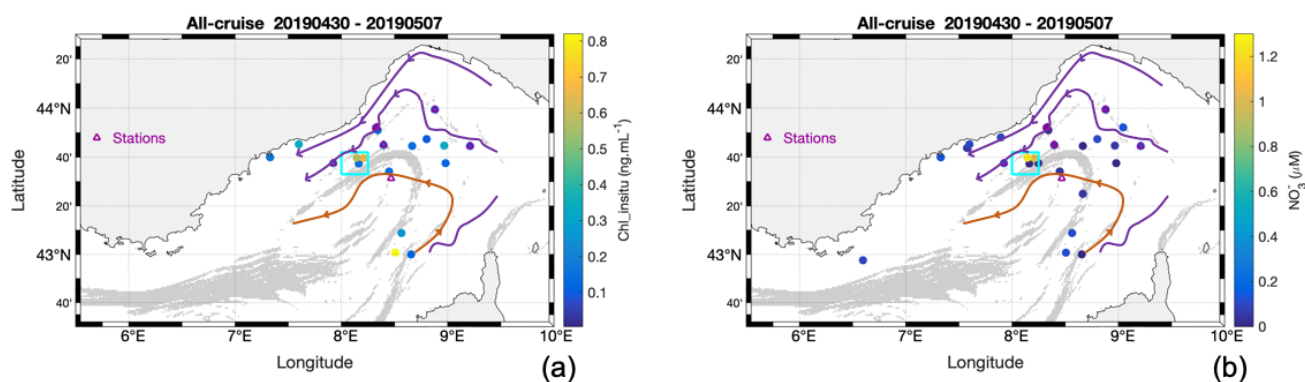 All-cruise 20190430 - 20190507
20'
44°N
40'
20'
43°N
40'
Latitude
△ Stations
6°E
7°E
8°E
9°E
10°E
Longitude
0.8
0.7
0.6
0.5
0.4
0.3
0.2
0.1
Chl_insitu (ng.mL⁻¹)
(a)
All-cruise 20190430 - 20190507
20'
44°N
40'
20'
43°N
40'
Latitude
△ Stations
6°E
7°E
8°E
9°E
10°E
Longitude
1.2
1
0.8
0.6
0.4
0.2
0
NO₃⁻ (μM)
(b)